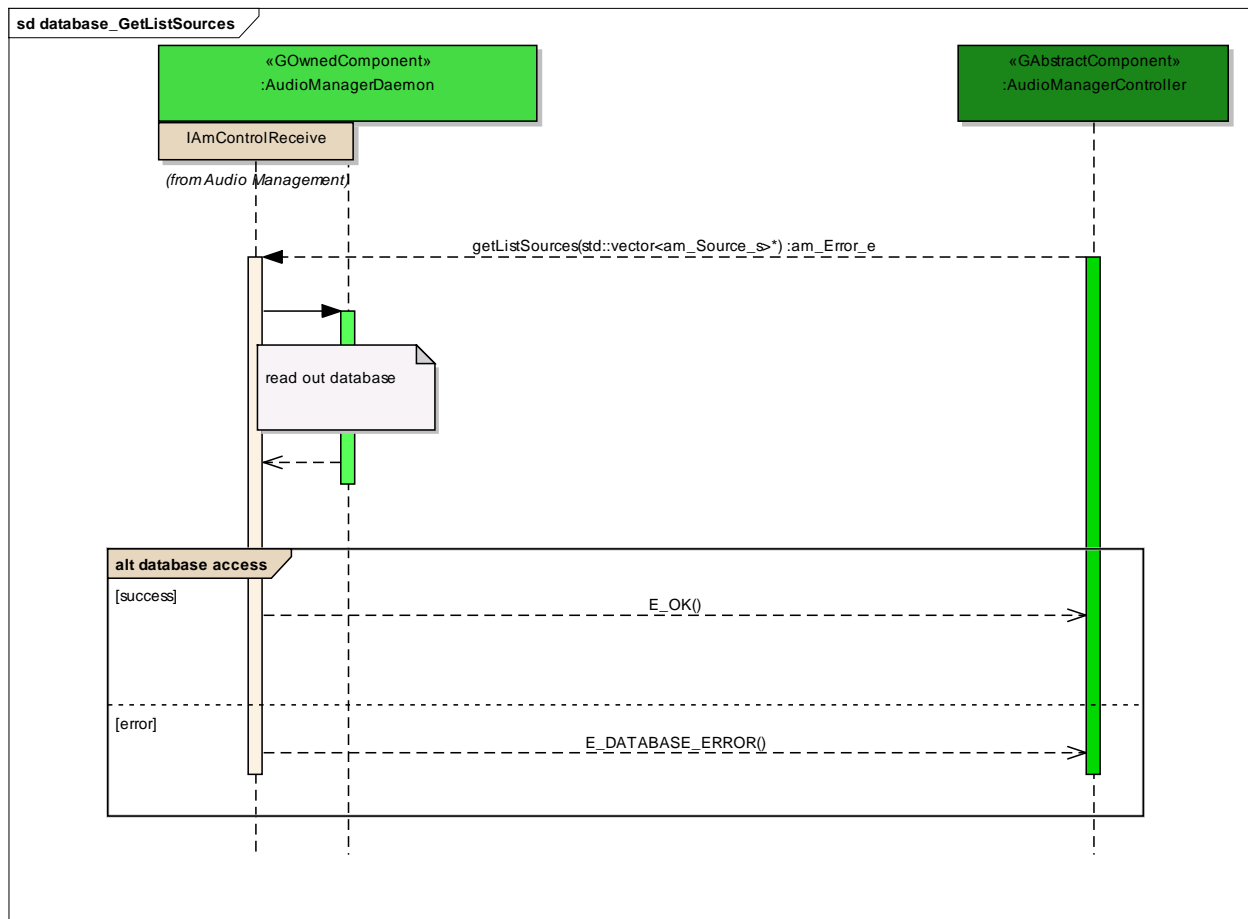 sd database_GetListSources
«GOwnedComponent»
:AudioManagerDaemon
«GAbstractComponent»
:AudioManagerController
IAmControlReceive
(from Audio Management)
getListSources(std::vector<am_Source_s>*) :am_Error_e
read out database
alt database access
[success]
E_OK()
[error]
E_DATABASE_ERROR()